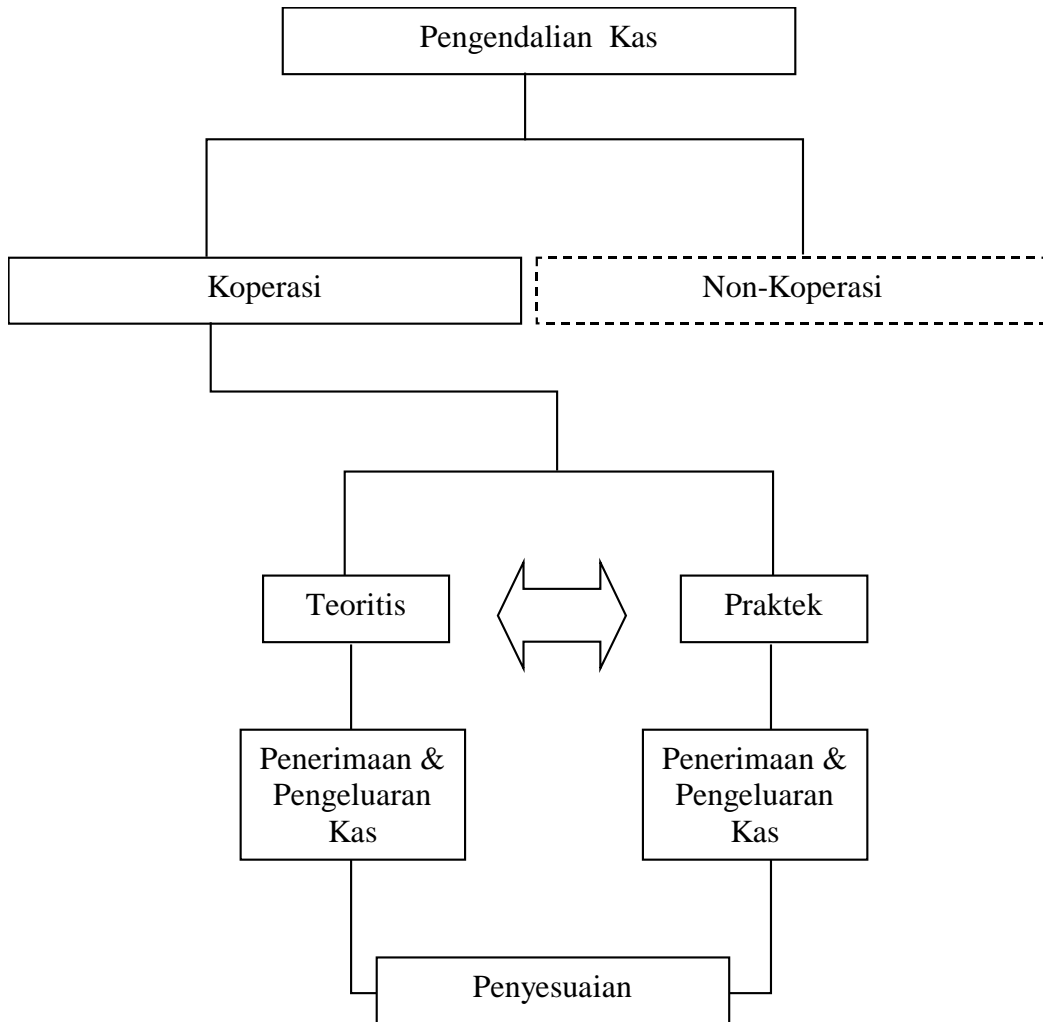 Pengendalian Kas
Koperasi
Non-Koperasi
Teoritis
Praktek
Penerimaan &
Pengeluaran
Kas
Penerimaan &
Pengeluaran
Kas
Penyesuaian